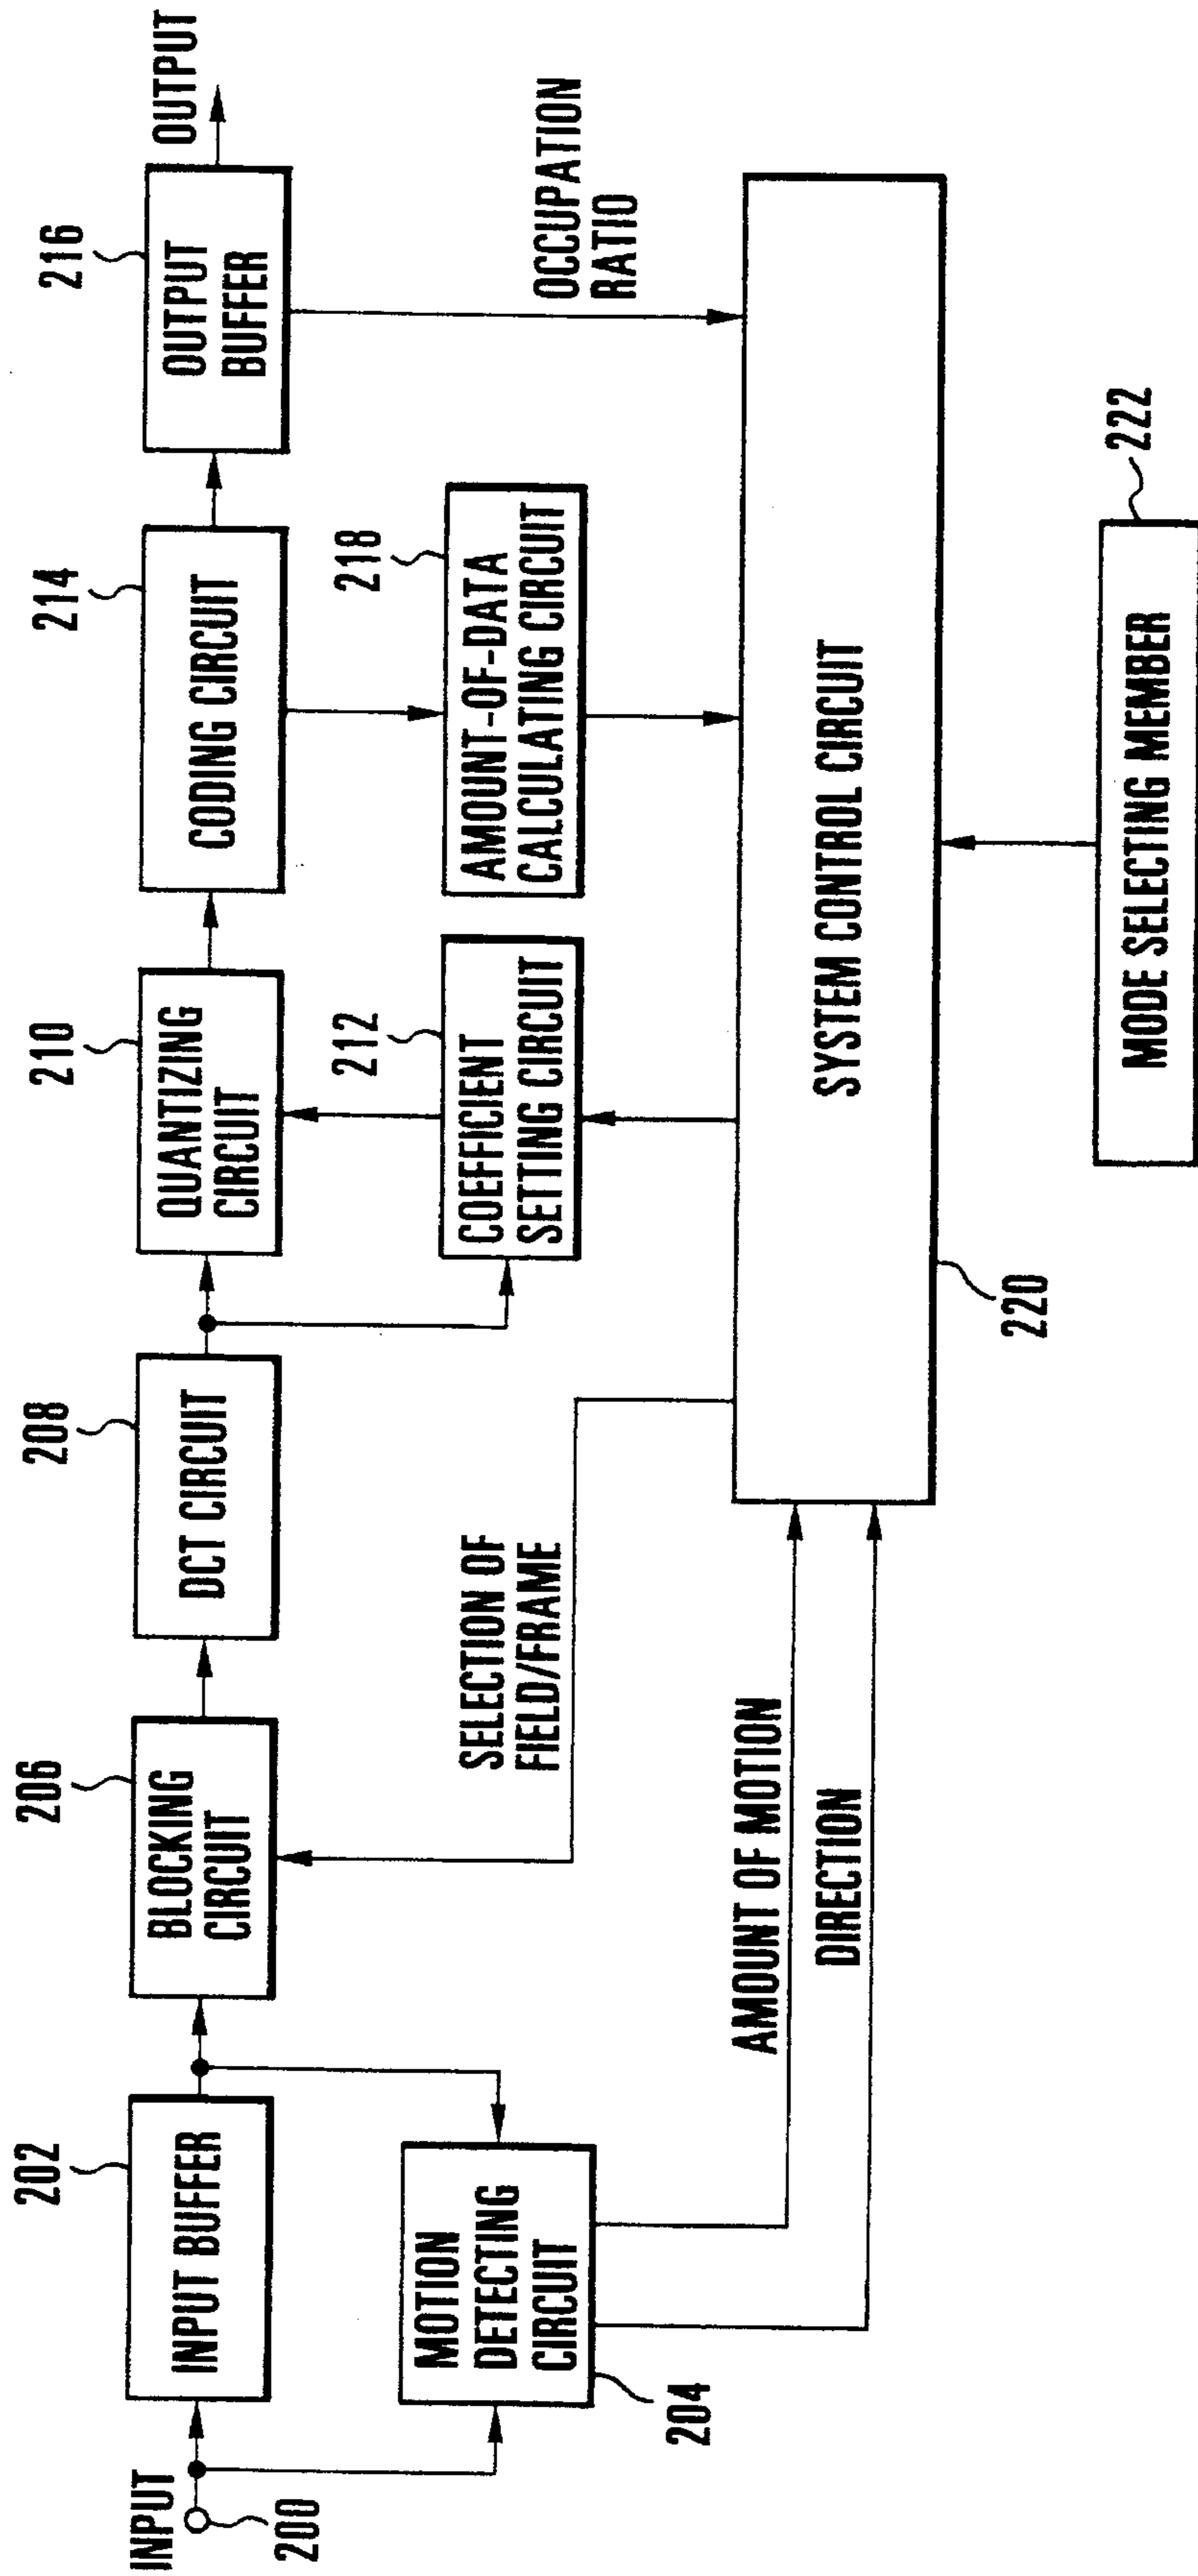 INPUT
200
202
INPUT BUFFER
MOTION
DETECTING
CIRCUIT
204
206
BLOCKING
CIRCUIT
208
DCT CIRCUIT
210
QUANTIZING
CIRCUIT
212
COEFFICIENT
SETTING CIRCUIT
214
CODING CIRCUIT
218
AMOUNT-OF-DATA
CALCULATING CIRCUIT
216
OUTPUT
BUFFER
OUTPUT
OCCUPATION
RATIO
SELECTION OF
FIELD/FRAME
AMOUNT OF MOTION
DIRECTION
SYSTEM CONTROL CIRCUIT
220
MODE SELECTING MEMBER
222